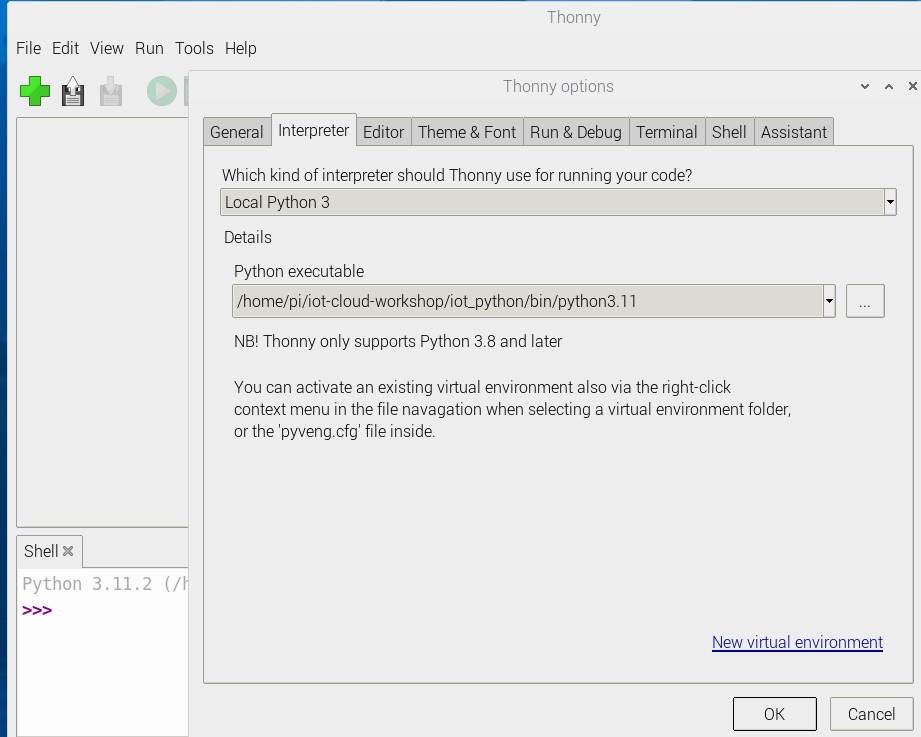 Thonny
File Edit View Run Tools Help
Thonny options
General Interpreter Editor Theme & Font Run & Debug Terminal Shell Assistant
Which kind of interpreter should Thonny use for running your code?
Local Python 3
Details
Python executable
/home/pi/iot-cloud-workshop/iot_python/bin/python3.11
...
NB! Thonny only supports Python 3.8 and later
You can activate an existing virtual environment also via the right-click
context menu in the file navagation when selecting a virtual environment folder,
or the 'pyveng.cfg' file inside.
Shell
Python 3.11.2 (/h
>>>
New virtual environment
OK Cancel